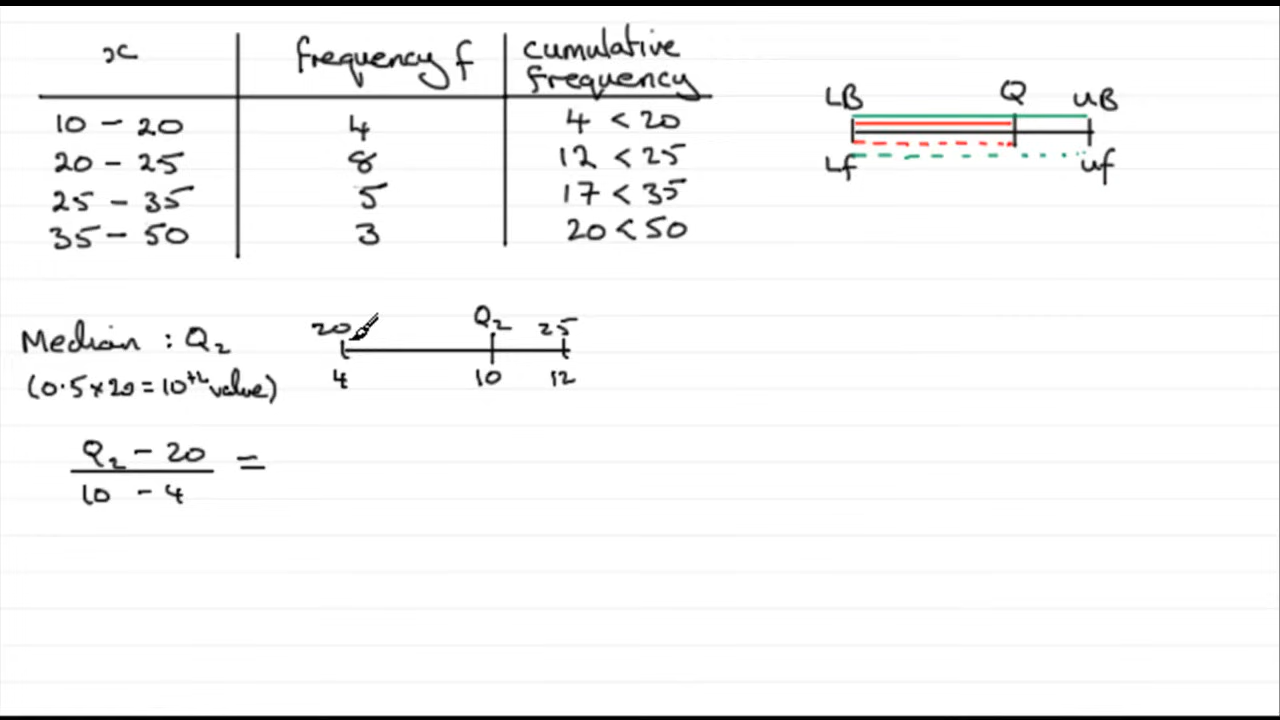 x frequency f cumulative frequency
10 - 20 4 4 < 20
20 - 25 8 12 < 25
25 - 35 5 17 < 35
35 - 50 3 20 < 50
LB Q UB
Lf uf
Median : Q₂
(0.5 × 20 = 10th value)
20 Q₂ 25
4 10 12
Q₂ - 20 =
10 - 4